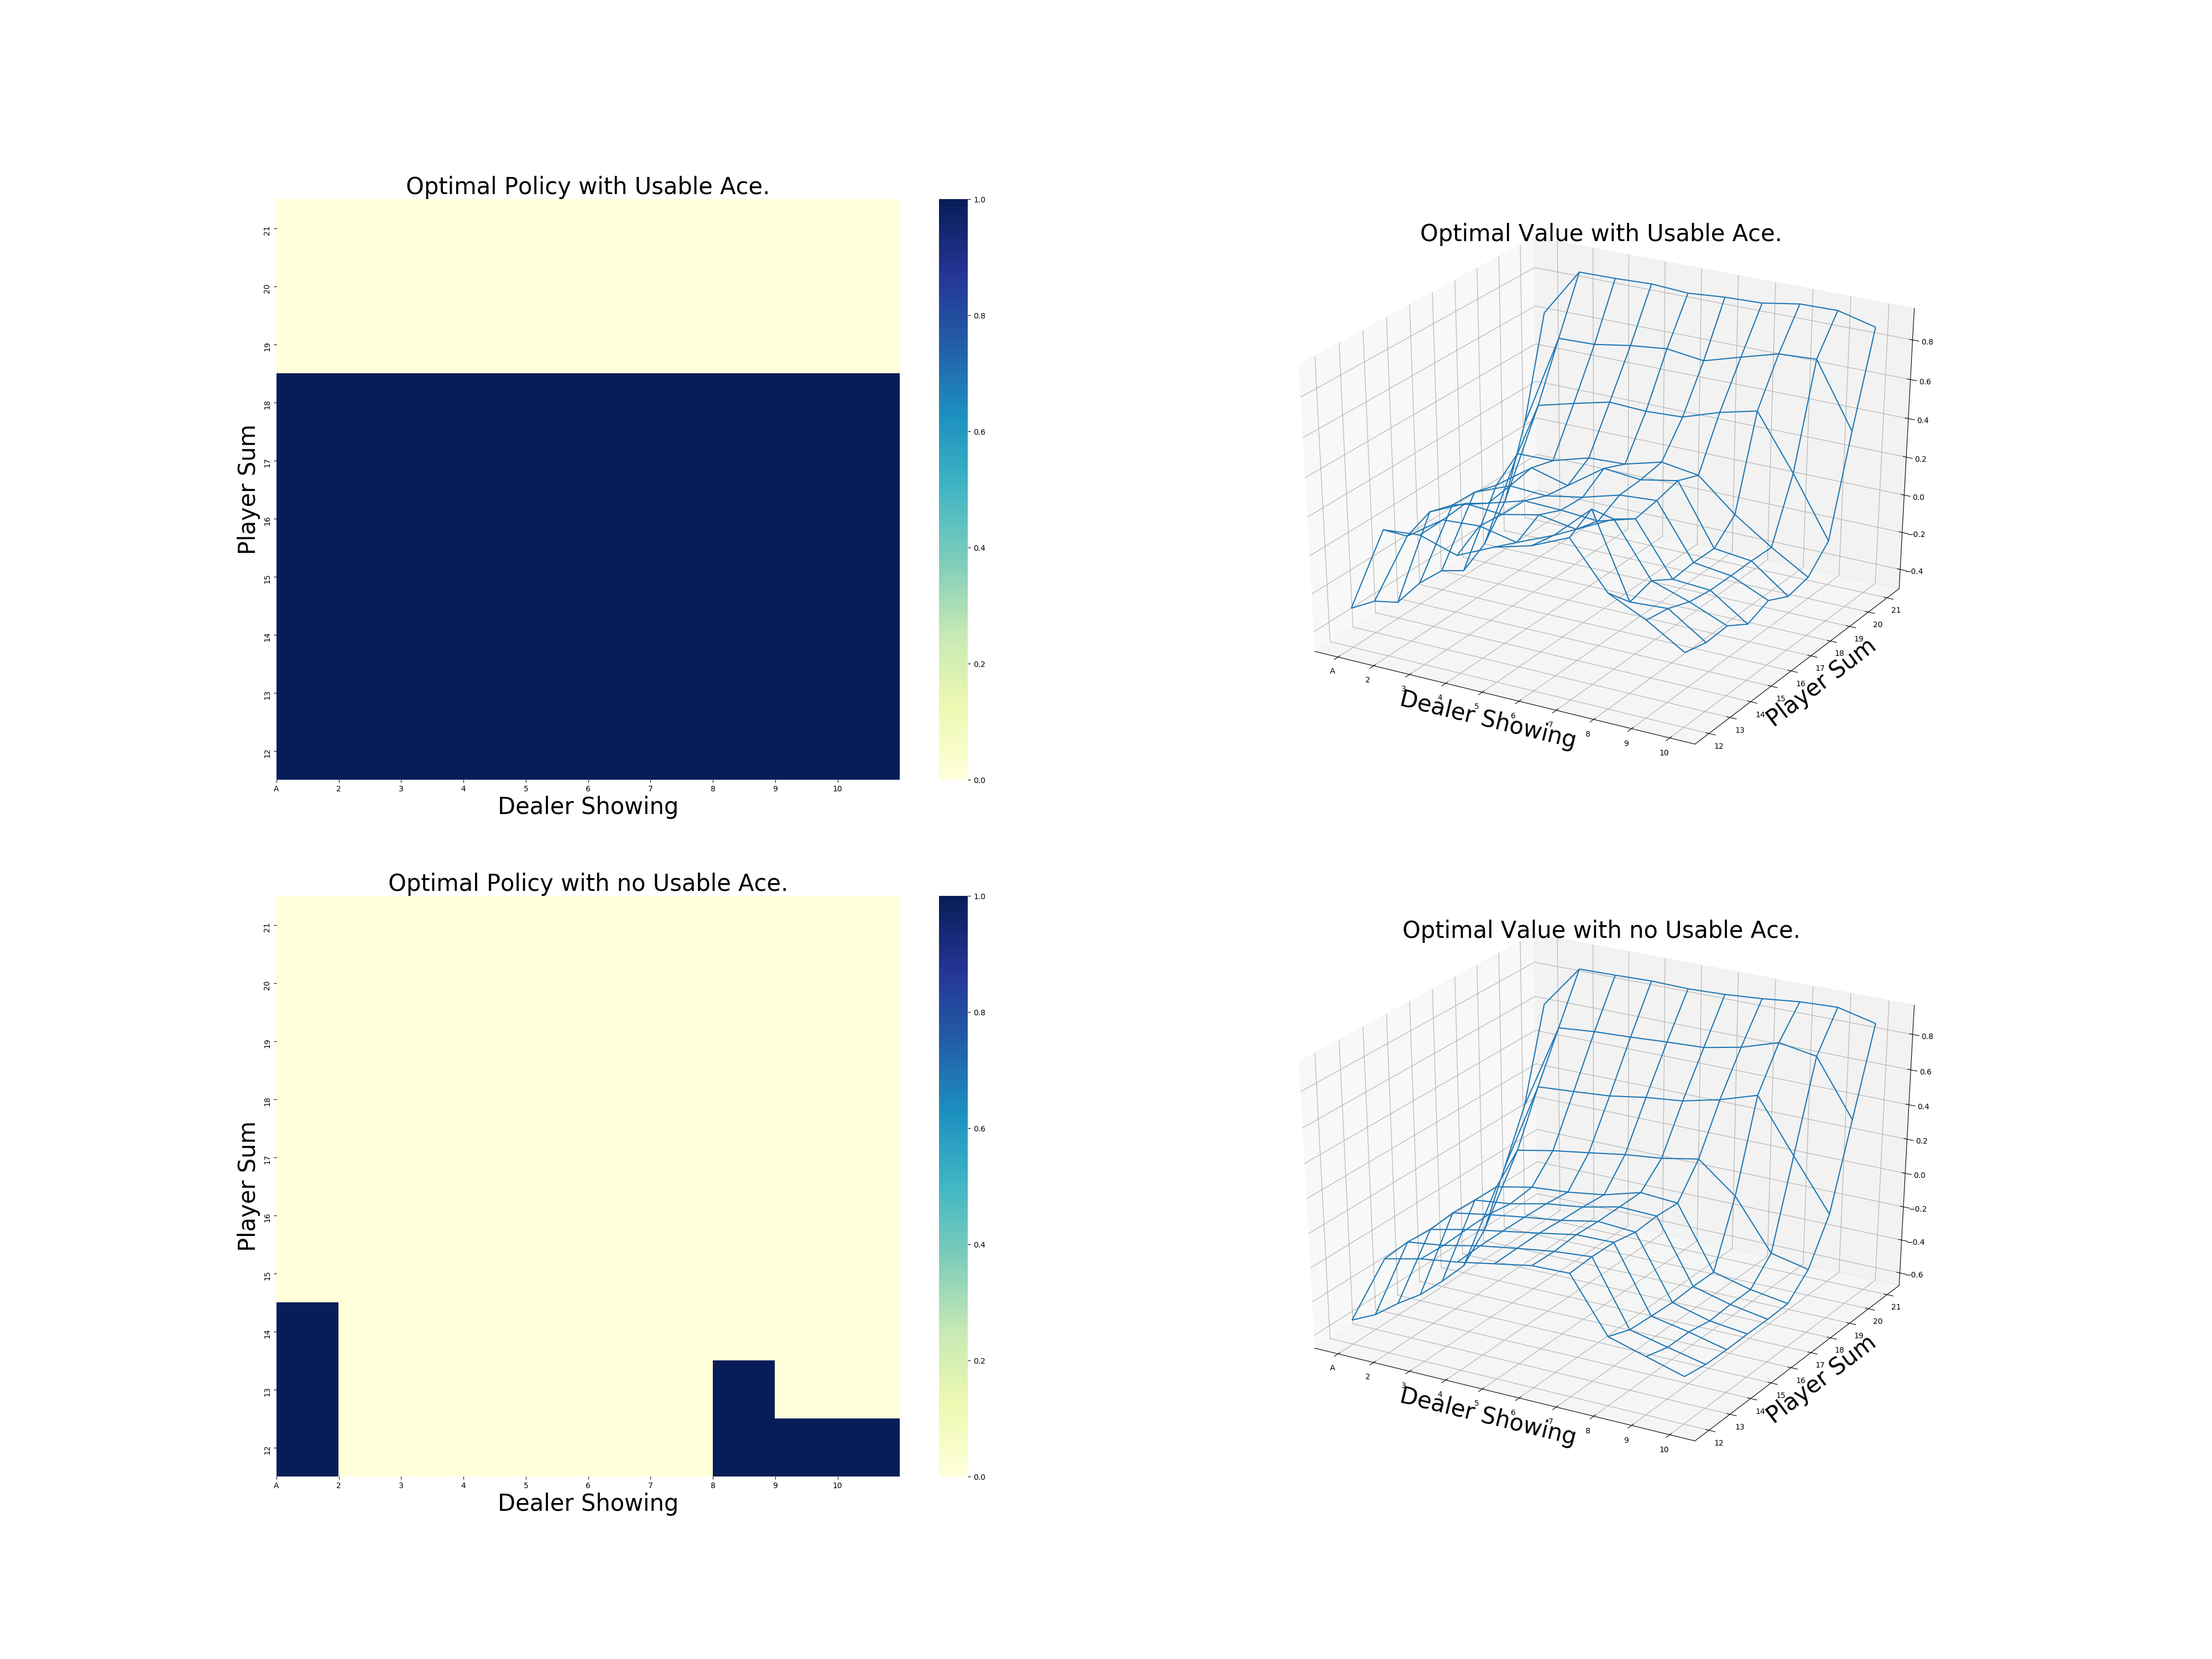 Optimal Policy with Usable Ace.
21
20
19
18
17
16
15
14
13
12
Player Sum
A 2 3 4 5 6 7 8 9 10
Dealer Showing
1.0
0.8
0.6
0.4
0.2
0.0
Optimal Value with Usable Ace.
0.8
0.6
0.4
0.2
0.0
−0.2
−0.4
A 2 3 4 5 6 7 8 9 10
Dealer Showing
12 13 14 15 16 17 18 19 20 21
Player Sum
Optimal Policy with no Usable Ace.
21
20
19
18
17
16
15
14
13
12
Player Sum
A 2 3 4 5 6 7 8 9 10
Dealer Showing
1.0
0.8
0.6
0.4
0.2
0.0
Optimal Value with no Usable Ace.
0.8
0.6
0.4
0.2
0.0
−0.2
−0.4
−0.6
A 2 3 4 5 6 7 8 9 10
Dealer Showing
12 13 14 15 16 17 18 19 20 21
Player Sum